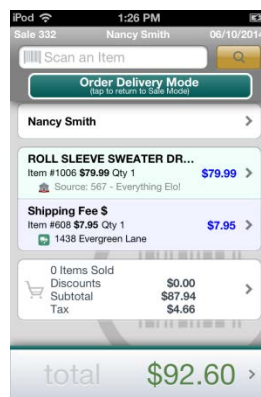 iPod 1:26 PM
Sale 332 Nancy Smith 06/10/2014
Scan an Item
Order Delivery Mode
(tap to return to Sale Mode)
Nancy Smith
ROLL SLEEVE SWEATER DR...
Item #1006 $79.99 Qty 1 $79.99
Source: 567 - Everything Elo!
Shipping Fee $
Item #608 $7.95 Qty 1 $7.95
1438 Evergreen Lane
0 Items Sold
Discounts $0.00
Subtotal $87.94
Tax $4.66
total $92.60